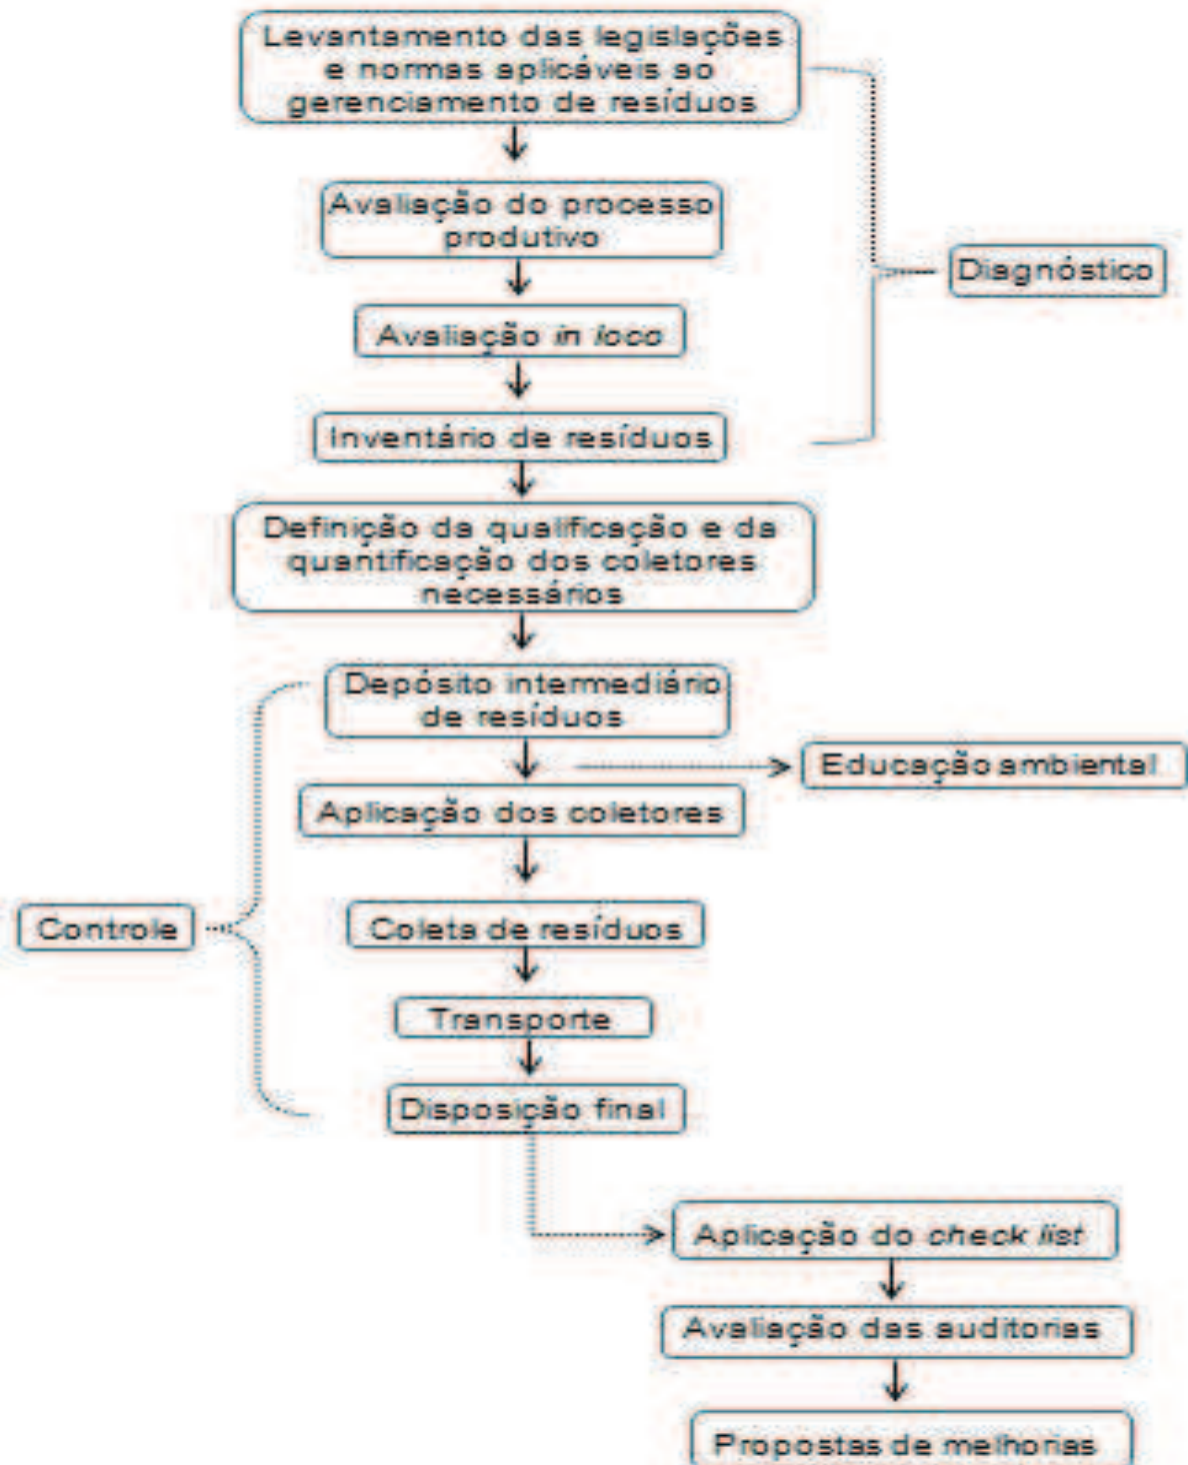 Levantamento das legislações
e normas aplicáveis ao
gerenciamento de resíduos
Avaliação do processo
produtivo
Diagnóstico
Avaliação in loco
Inventário de resíduos
Definição da qualificação e da
quantificação dos coletores
necessários
Depósito intermediário
de resíduos
Educação ambiental
Aplicação dos coletores
Controle
Coleta de resíduos
Transporte
Disposição final
Aplicação do check list
Avaliação das auditorias
Propostas de melhorias